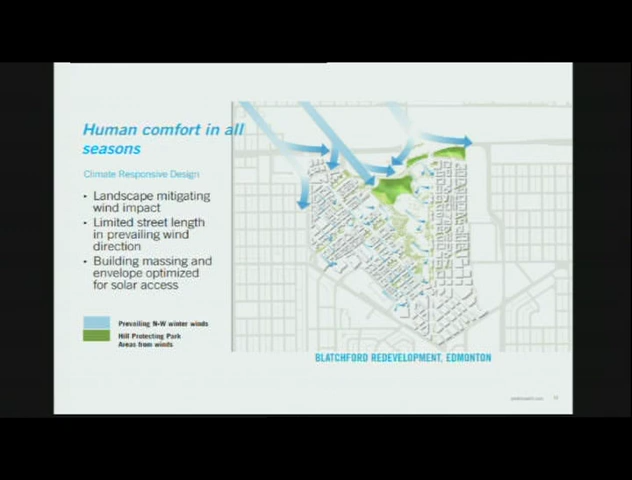 Human comfort in all
seasons
Climate Responsive Design
• Landscape mitigating
wind impact
• Limited street length
in prevailing wind
direction
• Building massing and
envelope optimized
for solar access
Prevailing N-W winter winds
Hill Protecting Park
Areas from winds
BLATCHFORD REDEVELOPMENT, EDMONTON